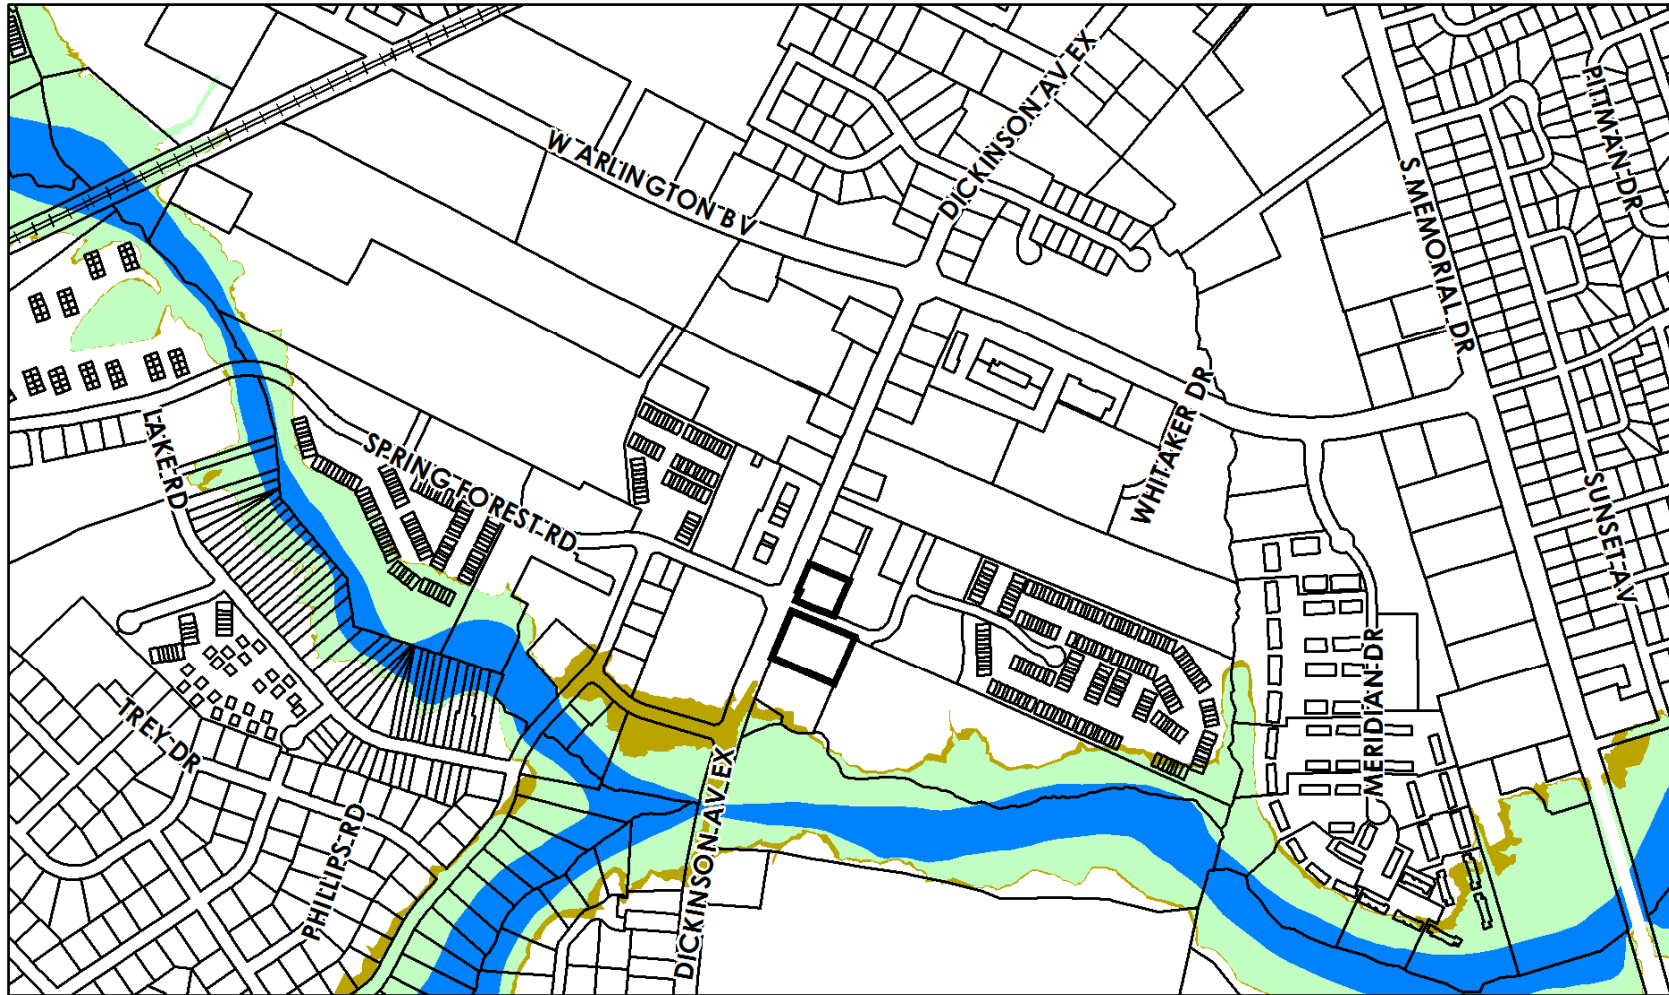 DICKINSON AV EX
PITTMAN DR
W ARLINGTON BV
S MEMORIAL DR
WHITAKER DR
LAKE RD
SPRING FOREST RD
SUNSET AV
MERIDIAN DR
TREY DR
PHILLIPS RD
DICKINSON AV EX